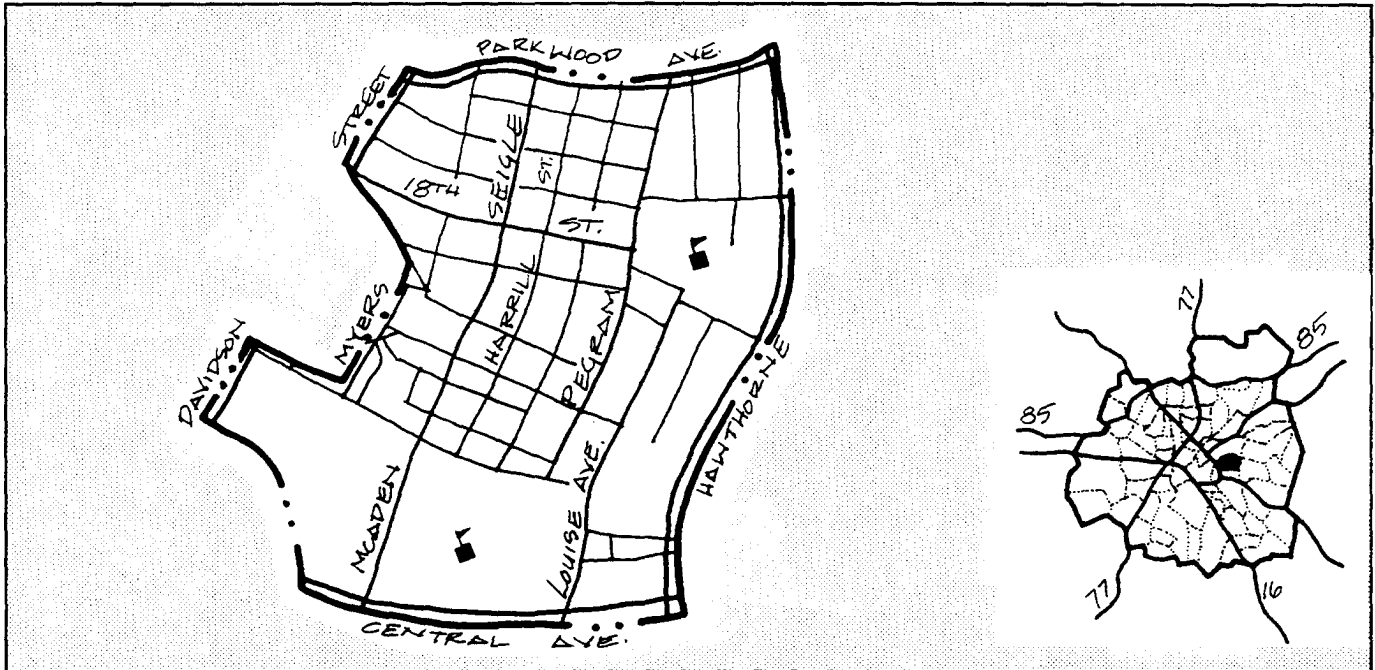 PARKWOOD AVE.
STREET
SEIGLE
ST.
18TH
ST.
MYERS
HARRILL
PEGRAM
DAVIDSON
HAWTHORNE
MCADEN
LOUISE AVE.
CENTRAL AVE.
77
85
85
77
16